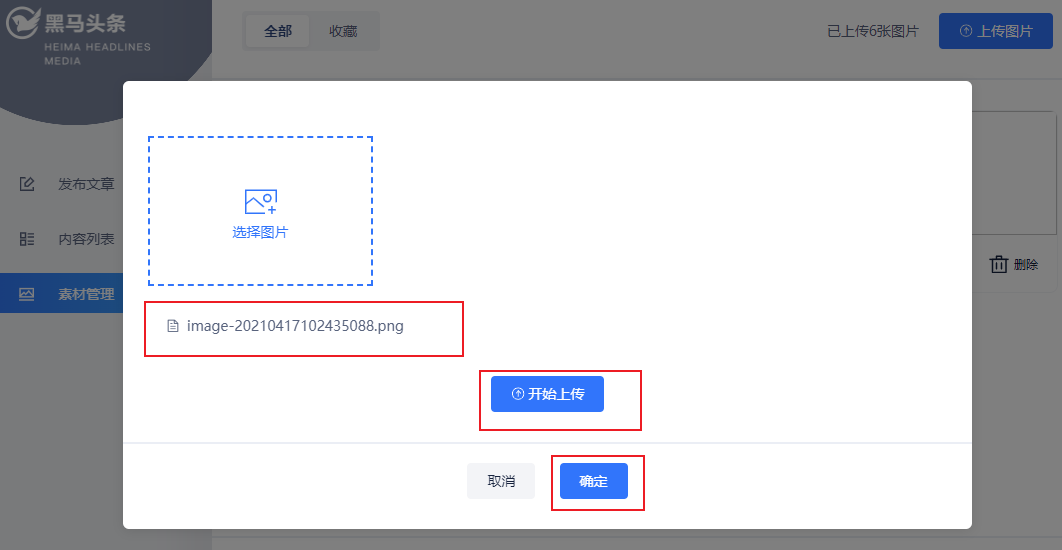 黑马头条
HEIMA HEADLINES
MEDIA
全部 收藏
已上传6张图片 上传图片
发布文章
内容列表
素材管理
选择图片
image-20210417102435088.png
开始上传
取消 确定
删除